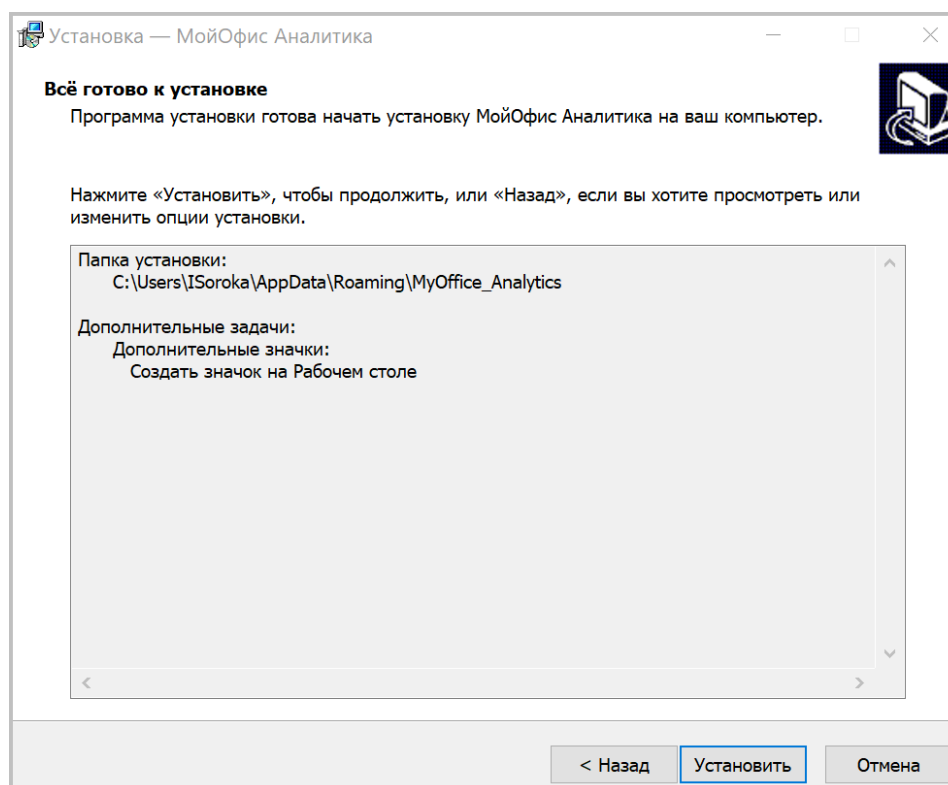 Установка — МойОфис Аналитика
Всё готово к установке
Программа установки готова начать установку МойОфис Аналитика на ваш компьютер.
Нажмите «Установить», чтобы продолжить, или «Назад», если вы хотите просмотреть или
изменить опции установки.
Папка установки:
C:\Users\ISoroka\AppData\Roaming\MyOffice_Analytics
Дополнительные задачи:
Дополнительные значки:
Создать значок на Рабочем столе
< Назад
Установить
Отмена